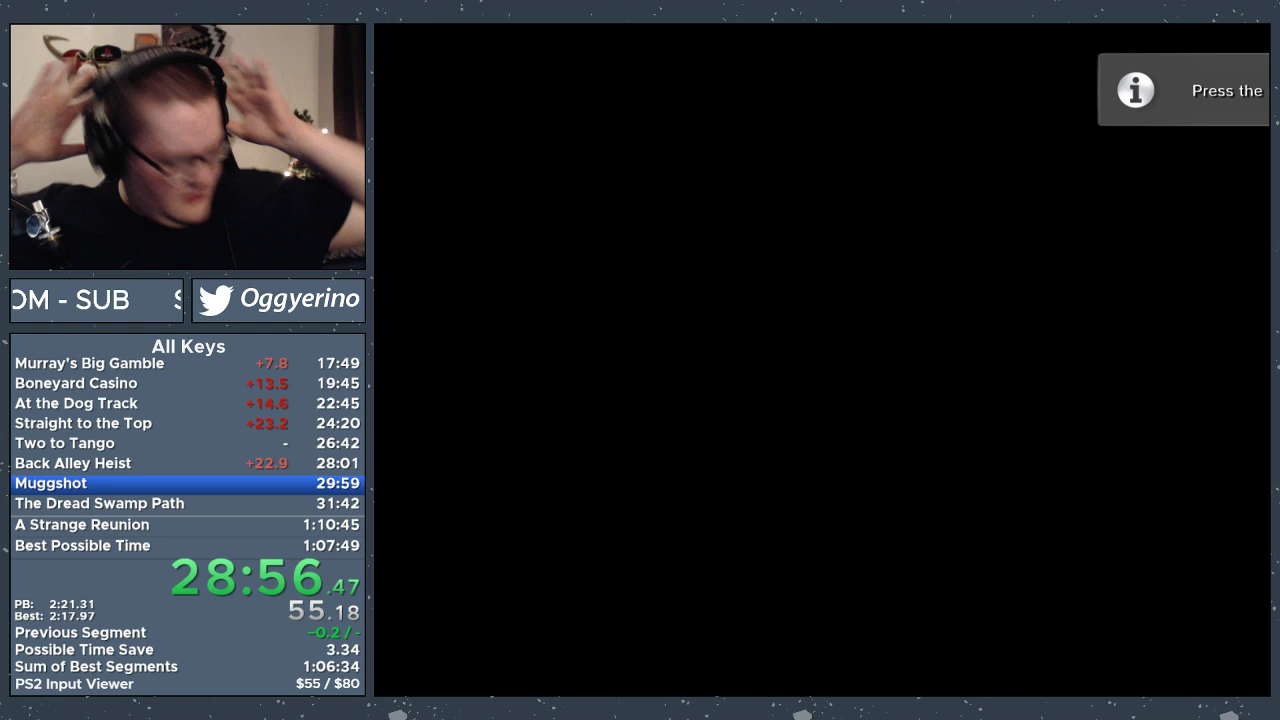 Press the
OM - SUB
Oggyerino
All Keys
Murray's Big Gamble +7.8 17:49
Boneyard Casino +13.5 19:45
At the Dog Track +14.6 22:45
Straight to the Top +23.2 24:20
Two to Tango - 26:42
Back Alley Heist +22.9 28:01
Muggshot 29:59
The Dread Swamp Path 31:42
A Strange Reunion 1:10:45
Best Possible Time 1:07:49
28:56.47
PB: 2:21.31
Best: 2:17.97
55.18
Previous Segment -0.2 / -
Possible Time Save 3.34
Sum of Best Segments 1:06:34
PS2 Input Viewer $55 / $80